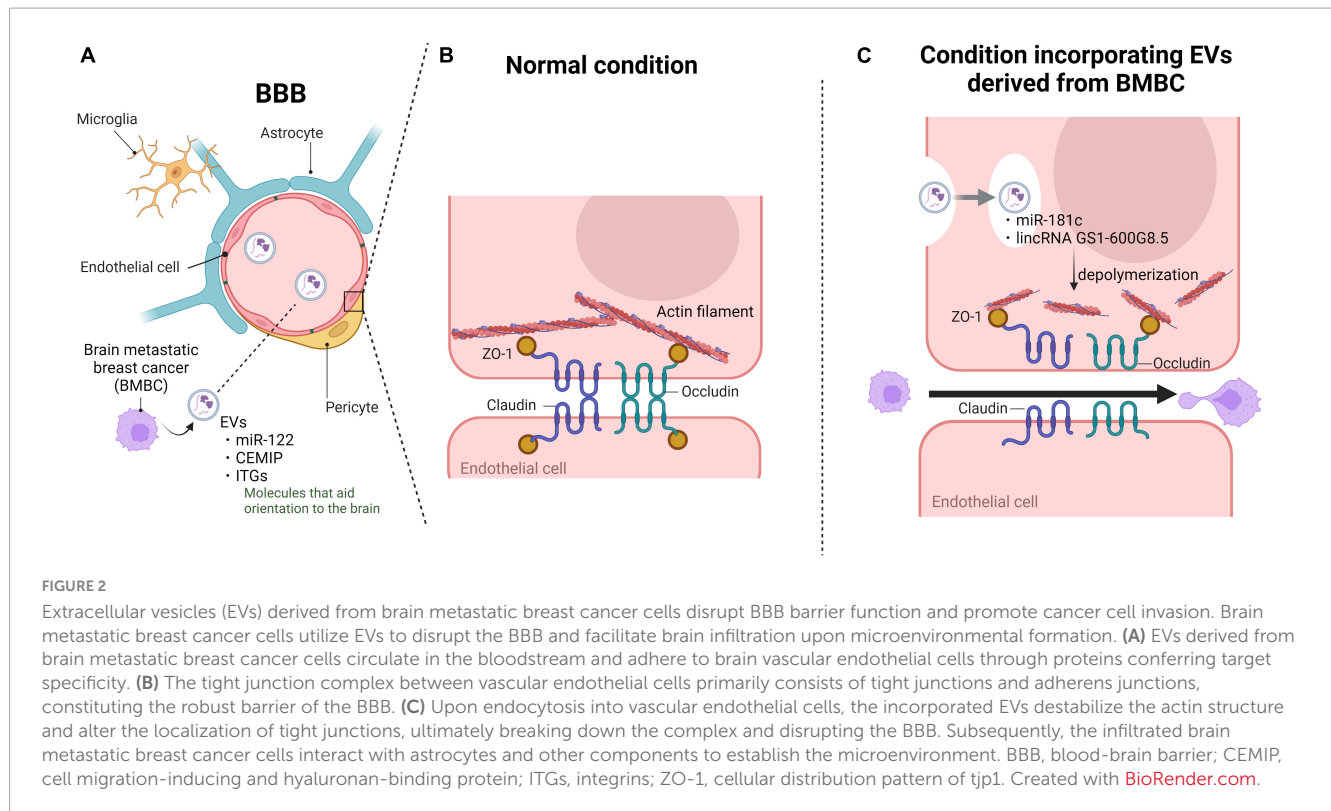 A
BBB
Microglia
Astrocyte
Endothelial cell
Brain metastatic
breast cancer
(BMBC)
Pericyte
EVs
・miR-122
・CEMIP
・ITGs
Molecules that aid
orientation to the brain
B
Normal condition
Actin filament
ZO-1
Occludin
Claudin
Endothelial cell
C
Condition incorporating EVs
derived from BMBC
・miR-181c
・lincRNA GS1-600G8.5
depolymerization
ZO-1
Occludin
Claudin
Endothelial cell
FIGURE 2
Extracellular vesicles (EVs) derived from brain metastatic breast cancer cells disrupt BBB barrier function and promote cancer cell invasion. Brain
metastatic breast cancer cells utilize EVs to disrupt the BBB and facilitate brain infiltration upon microenvironmental formation. (A) EVs derived from
brain metastatic breast cancer cells circulate in the bloodstream and adhere to brain vascular endothelial cells through proteins conferring target
specificity. (B) The tight junction complex between vascular endothelial cells primarily consists of tight junctions and adherens junctions,
constituting the robust barrier of the BBB. (C) Upon endocytosis into vascular endothelial cells, the incorporated EVs destabilize the actin structure
and alter the localization of tight junctions, ultimately breaking down the complex and disrupting the BBB. Subsequently, the infiltrated brain
metastatic breast cancer cells interact with astrocytes and other components to establish the microenvironment. BBB, blood-brain barrier; CEMIP,
cell migration-inducing and hyaluronan-binding protein; ITGs, integrins; ZO-1, cellular distribution pattern of tjp1. Created with BioRender.com.